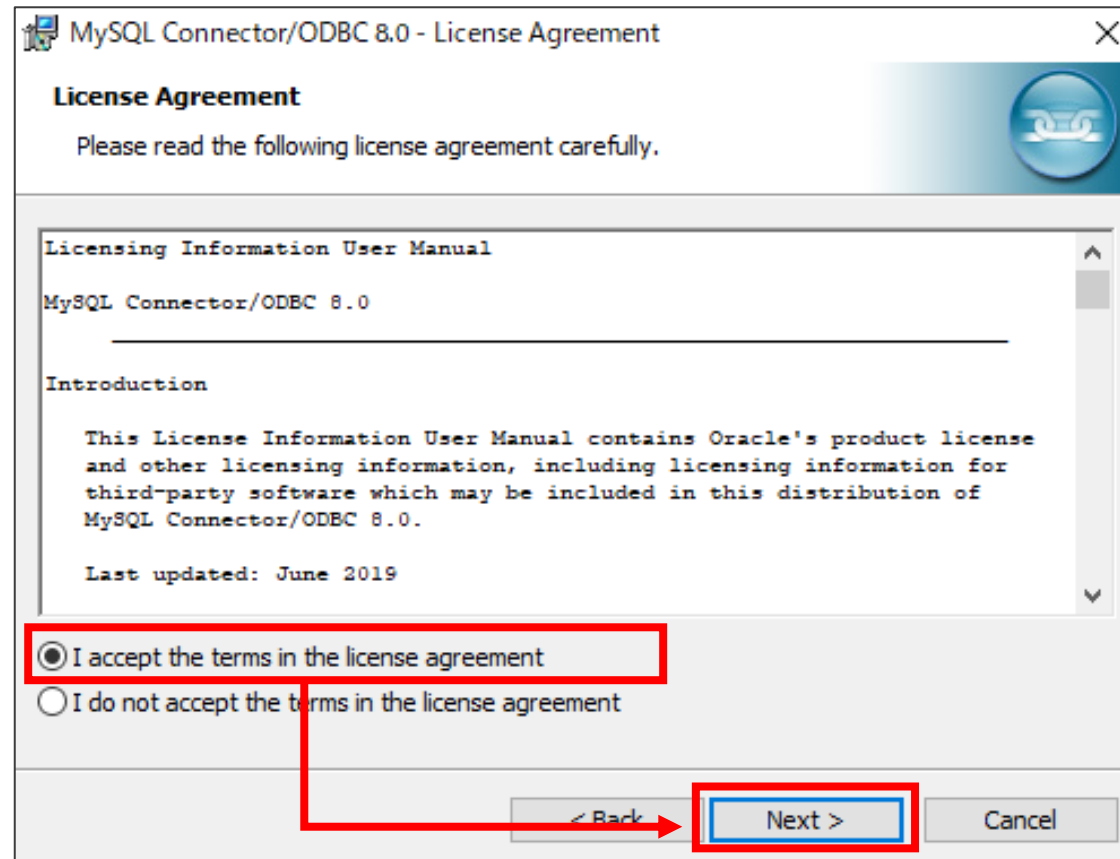 MySQL Connector/ODBC 8.0 - License Agreement
License Agreement
Please read the following license agreement carefully.
Licensing Information User Manual
MySQL Connector/ODBC 8.0
Introduction
This License Information User Manual contains Oracle's product license
and other licensing information, including licensing information for
third-party software which may be included in this distribution of
MySQL Connector/ODBC 8.0.
Last updated: June 2019
I accept the terms in the license agreement
I do not accept the terms in the license agreement
< Back
Next >
Cancel